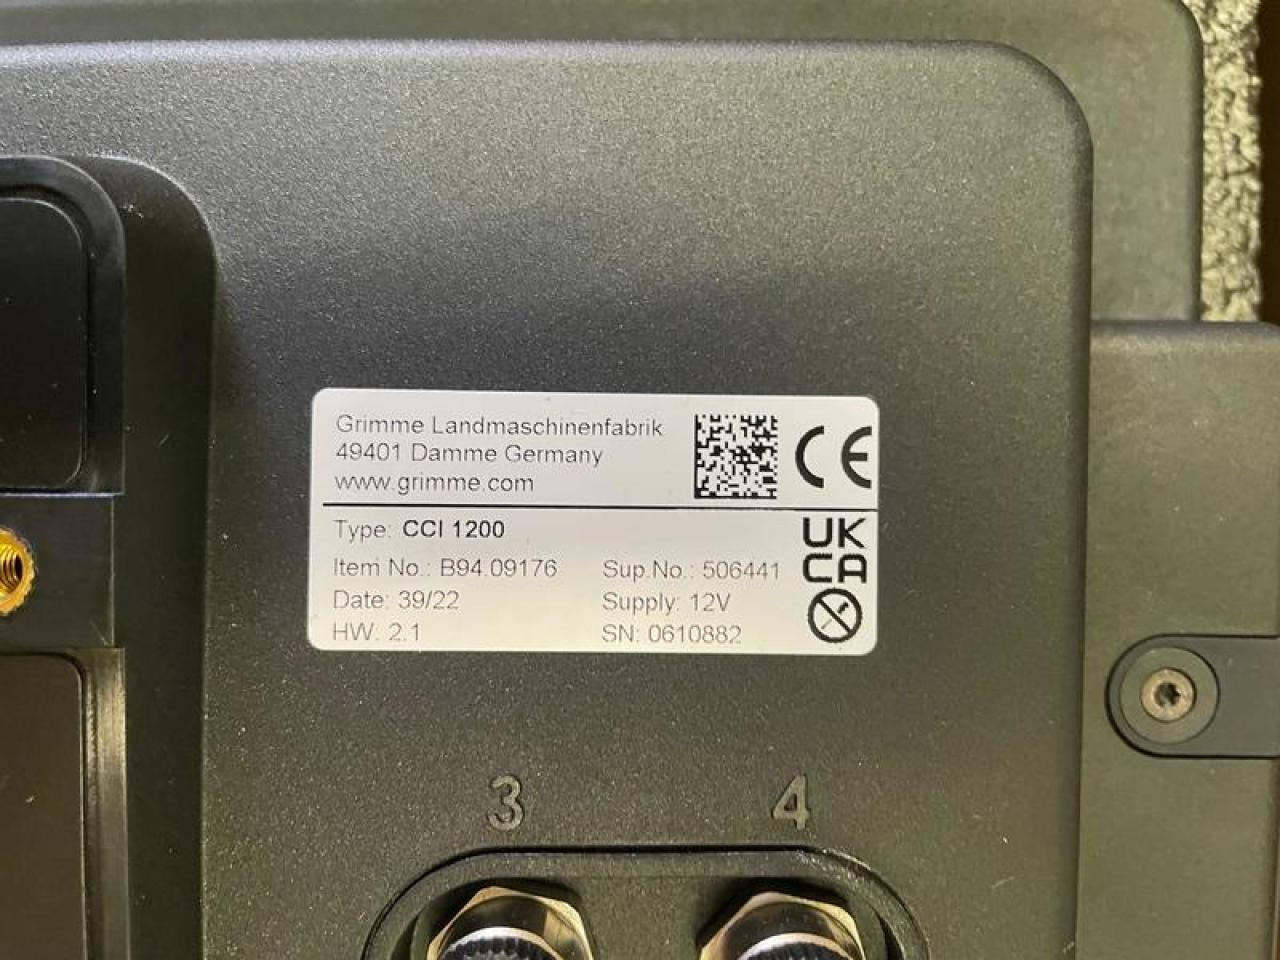 Grimme Landmaschinenfabrik
49401 Damme Germany
www.grimme.com
CE
Type: CCI 1200
Item No.: B94.09176
Sup.No.: 506441
Date: 39/22
Supply: 12V
HW: 2.1
SN: 0610882
UK
CA
3
4